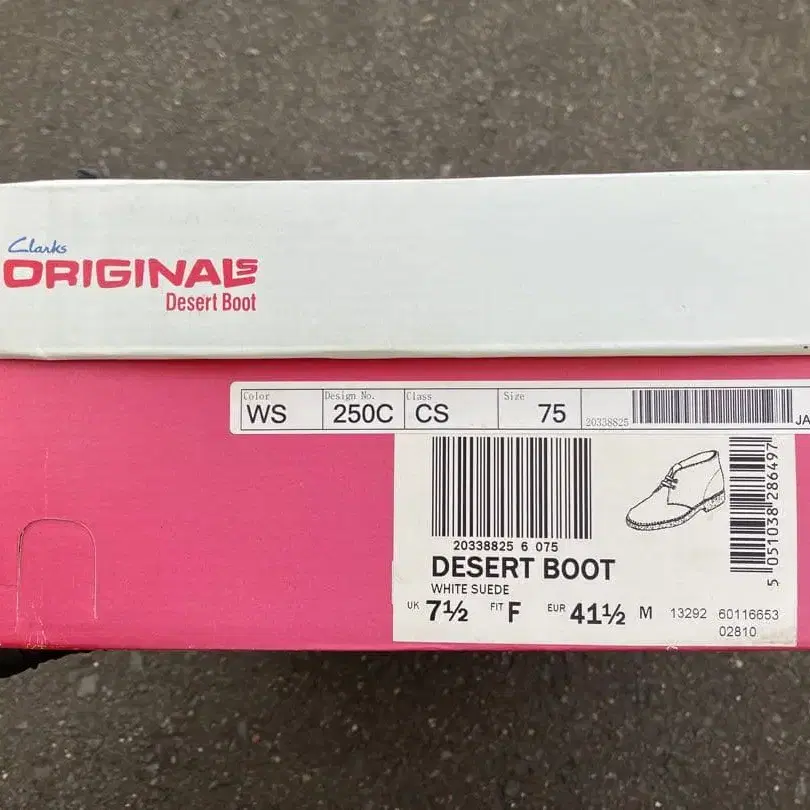 Clarks
ORIGINALS
Desert Boot
Color Design No. Class Size
WS 250C CS 75 20338825 JA
20338825 6 075
5 051038 286497
DESERT BOOT
WHITE SUEDE
UK 7½ FIT F EUR 41½ M 13292 60116653
02810